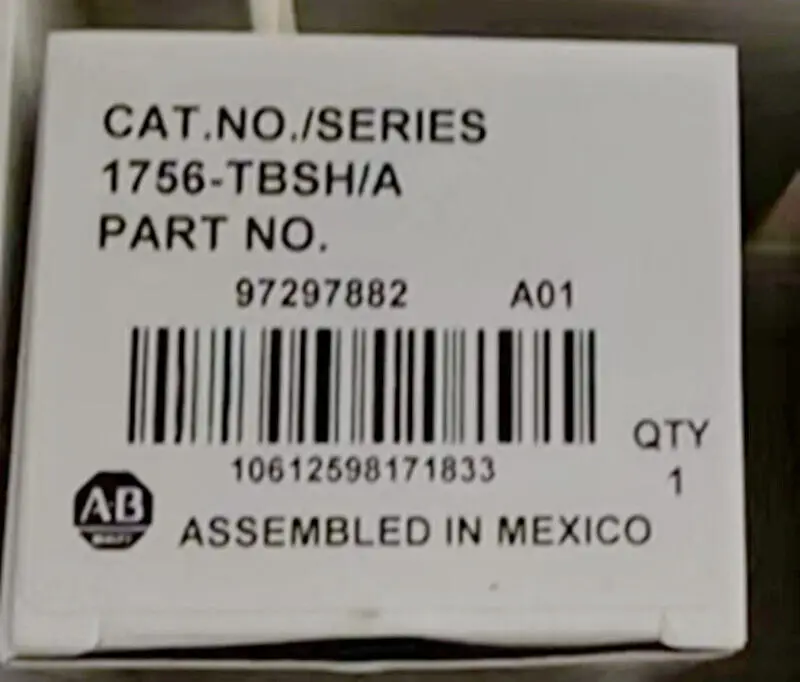 CAT.NO./SERIES
1756-TBSH/A
PART NO.
97297882 A01
10612598171833
QTY
1
AB
ASSEMBLED IN MEXICO